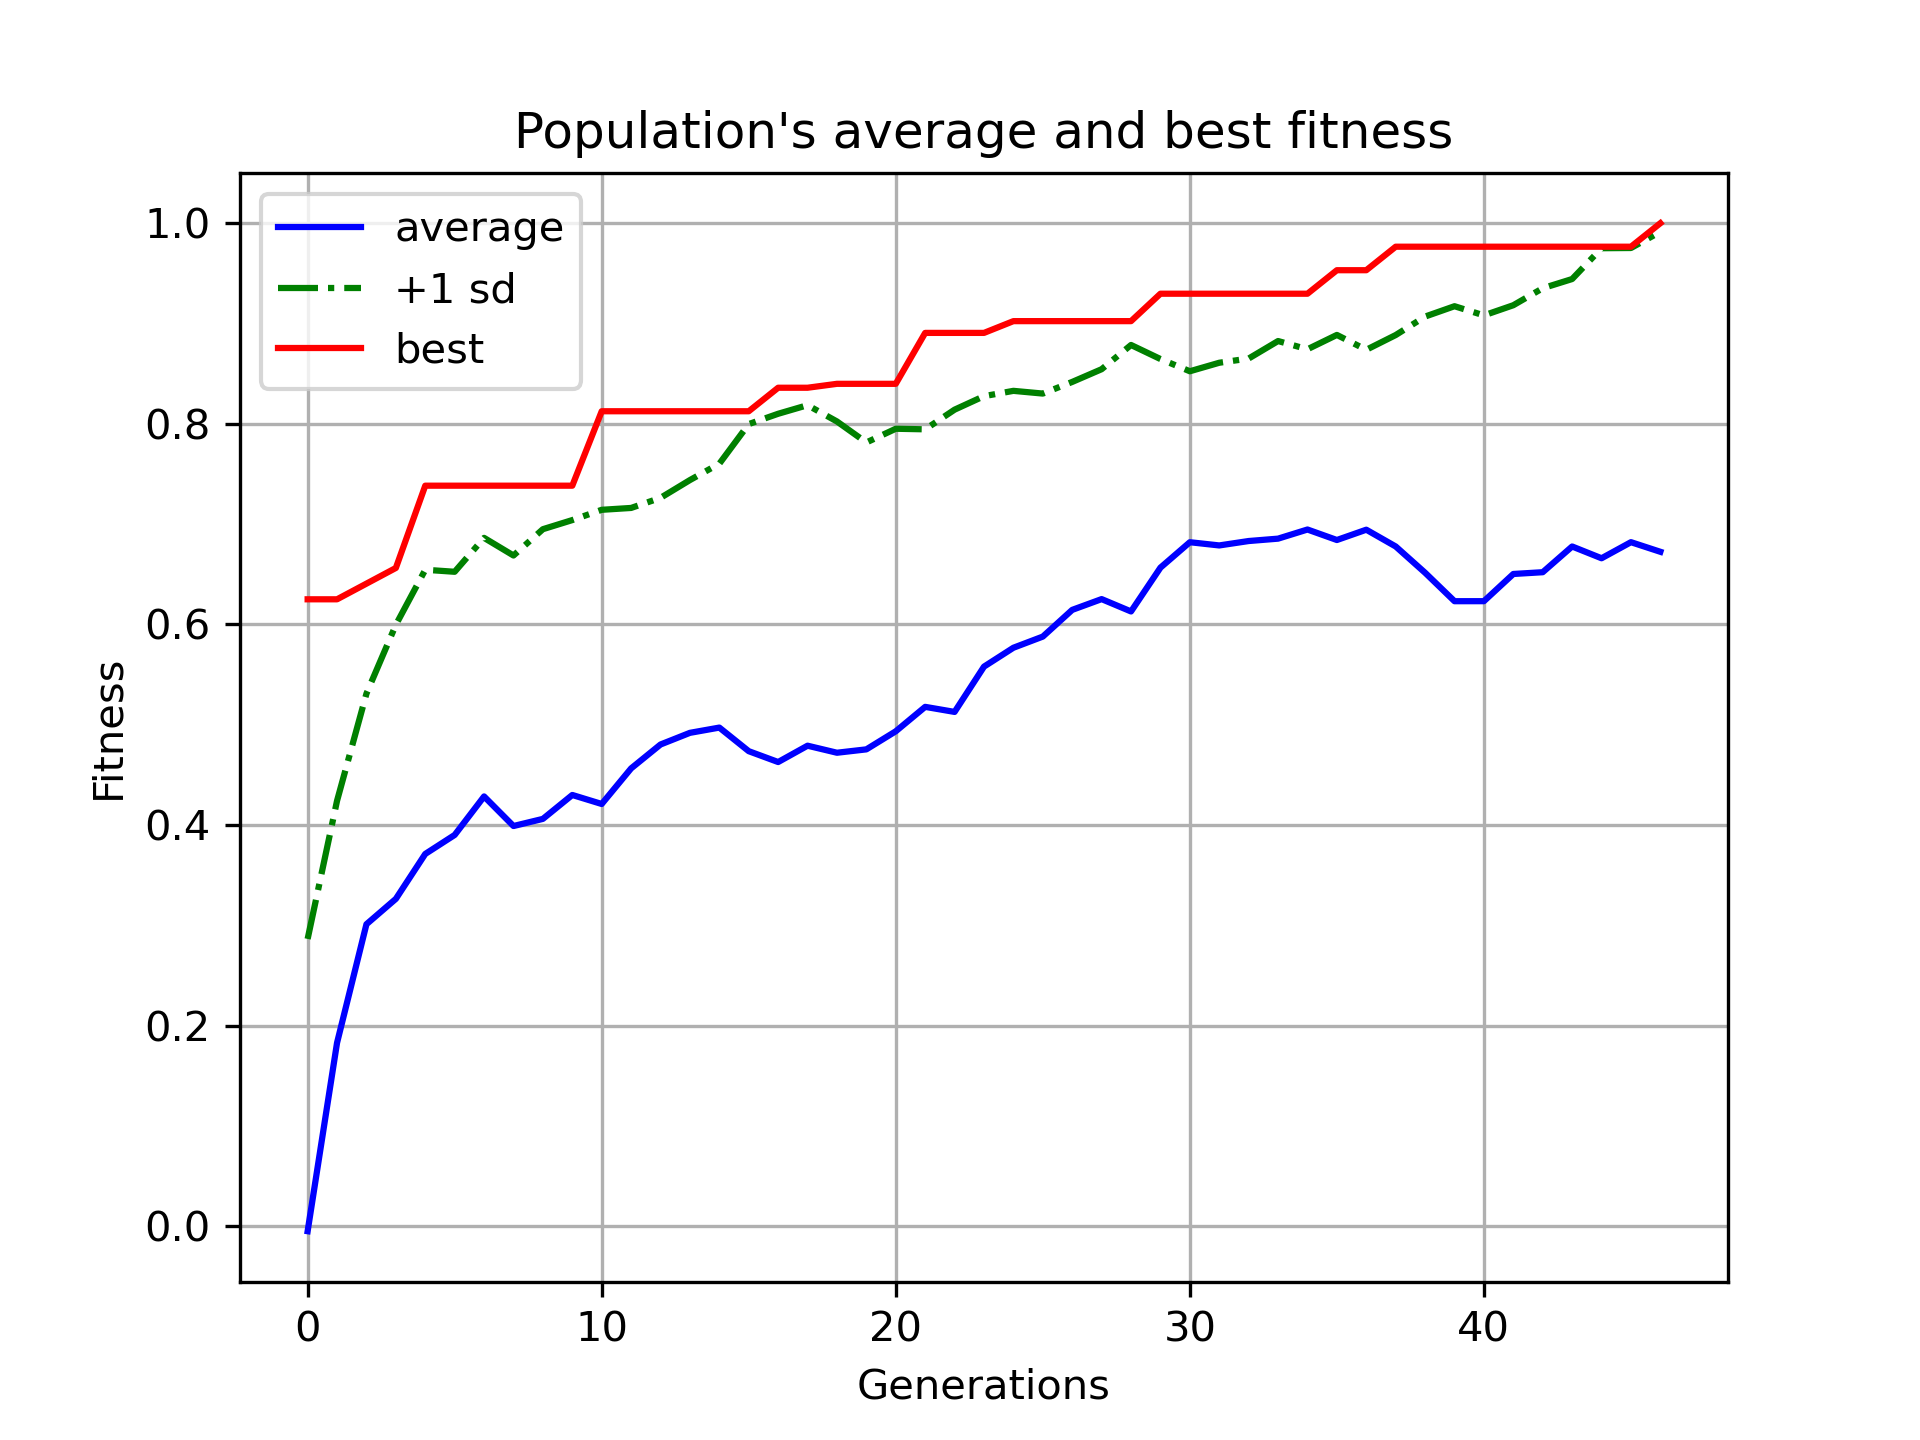 Population's average and best fitness
average
+1 sd
best
1.0
0.8
0.6
0.4
0.2
0.0
Fitness
0 10 20 30 40
Generations